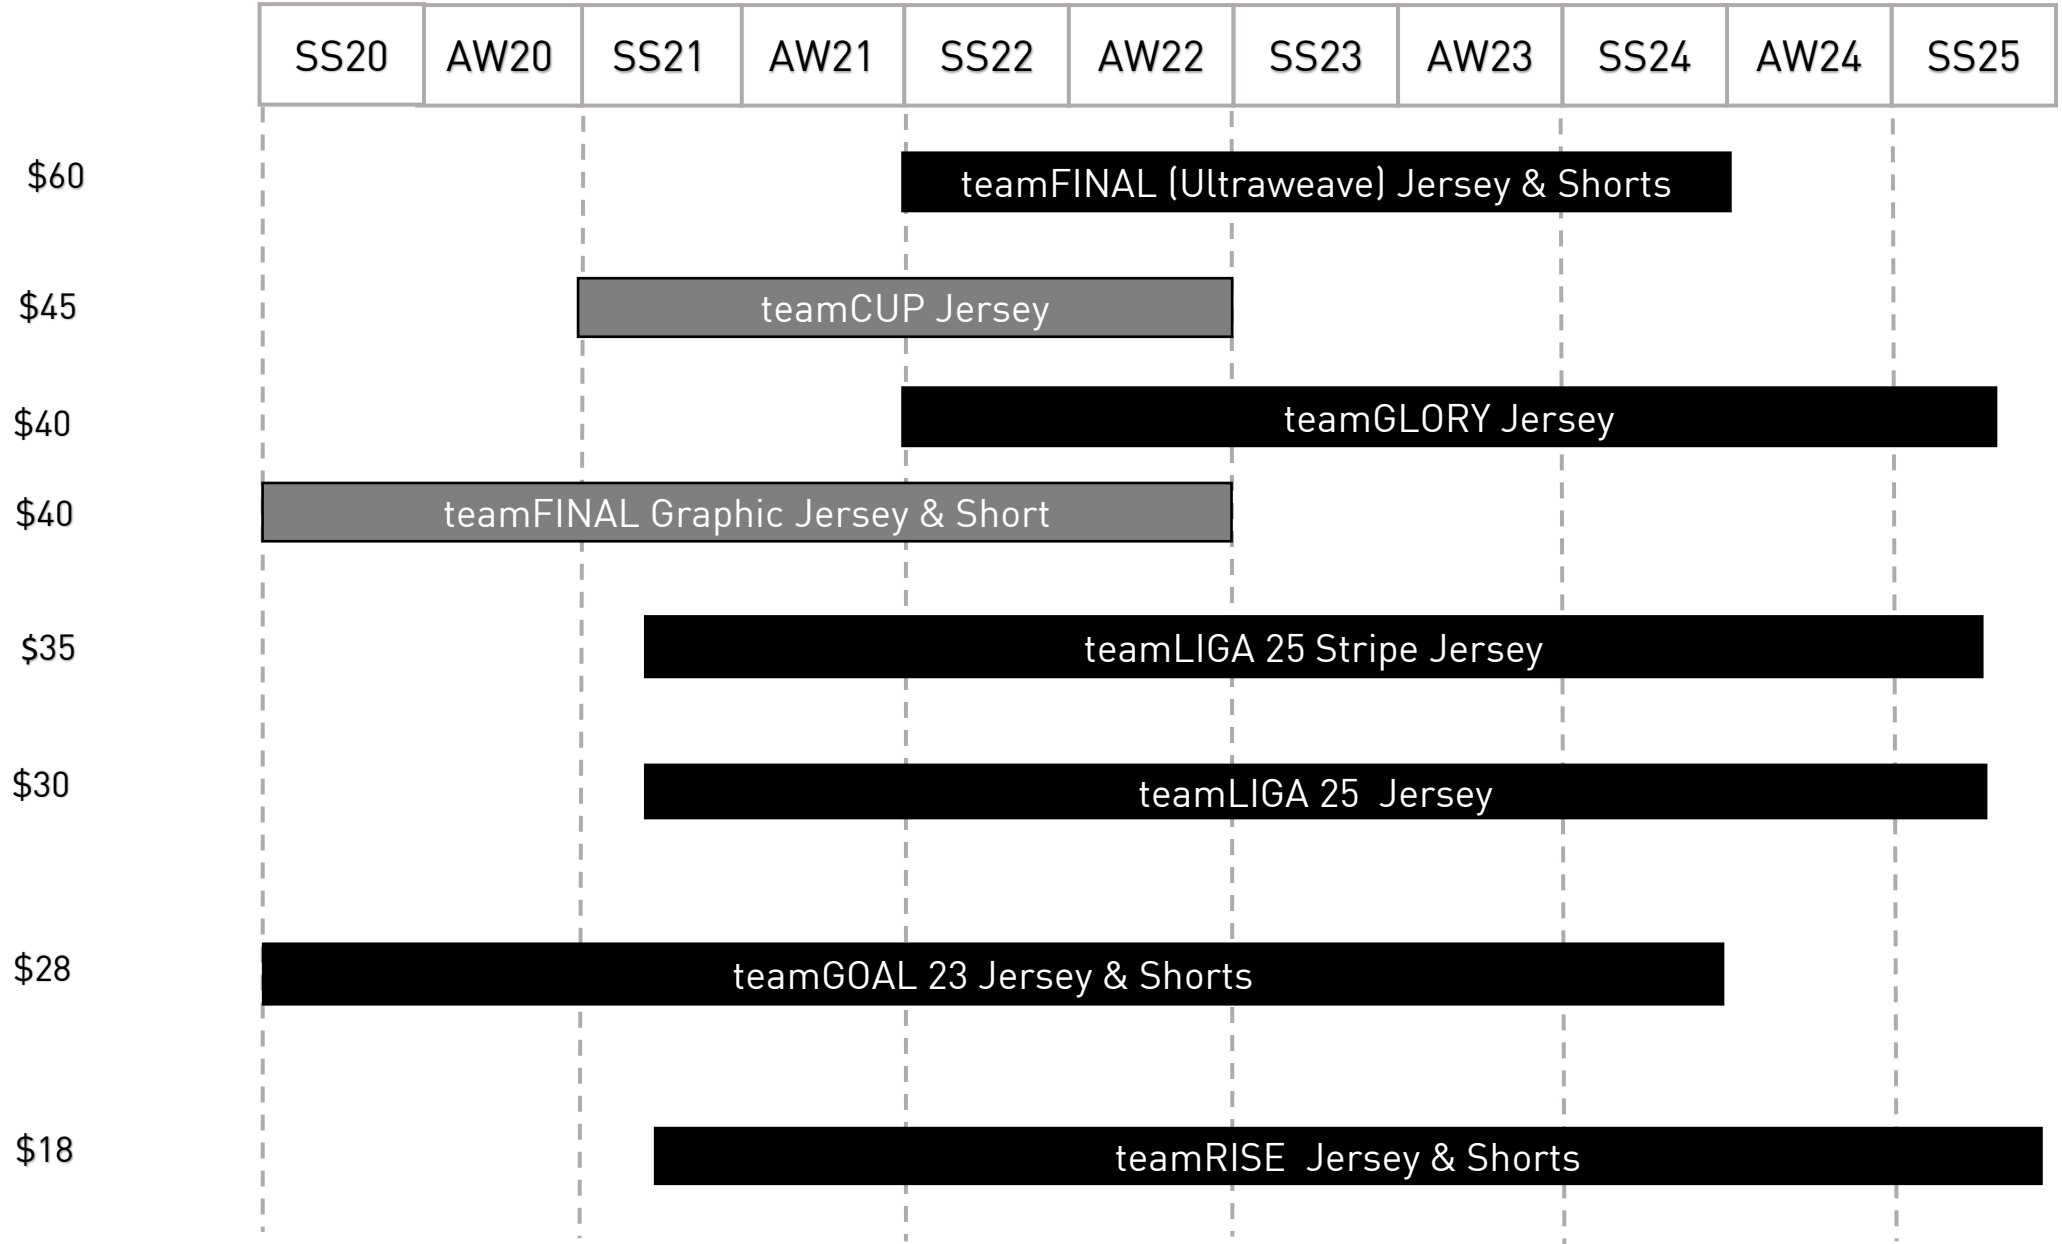 SS20 AW20 SS21 AW21 SS22 AW22 SS23 AW23 SS24 AW24 SS25
$60 teamFINAL (Ultraweave) Jersey & Shorts
$45 teamCUP Jersey
$40 teamGLORY Jersey
$40 teamFINAL Graphic Jersey & Short
$35 teamLIGA 25 Stripe Jersey
$30 teamLIGA 25 Jersey
$28 teamGOAL 23 Jersey & Shorts
$18 teamRISE Jersey & Shorts